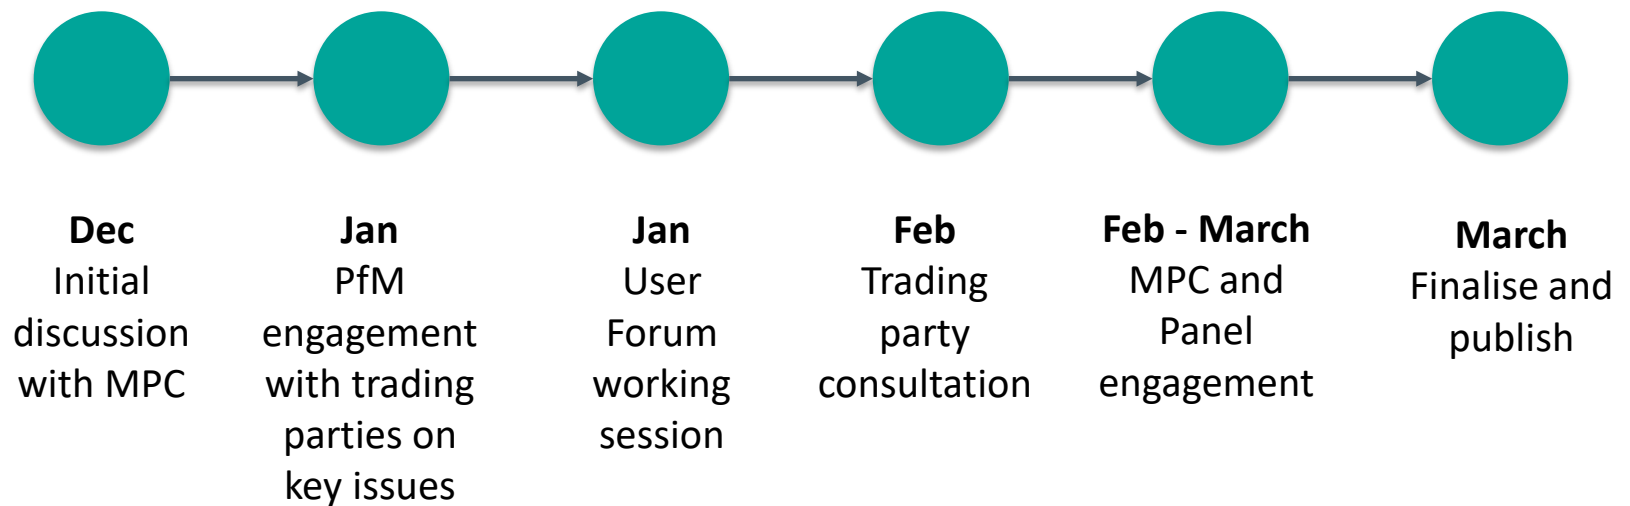 Dec
Initial
discussion
with MPC
Jan
PfM
engagement
with trading
parties on
key issues
Jan
User
Forum
working
session
Feb
Trading
party
consultation
Feb - March
MPC and
Panel
engagement
March
Finalise and
publish